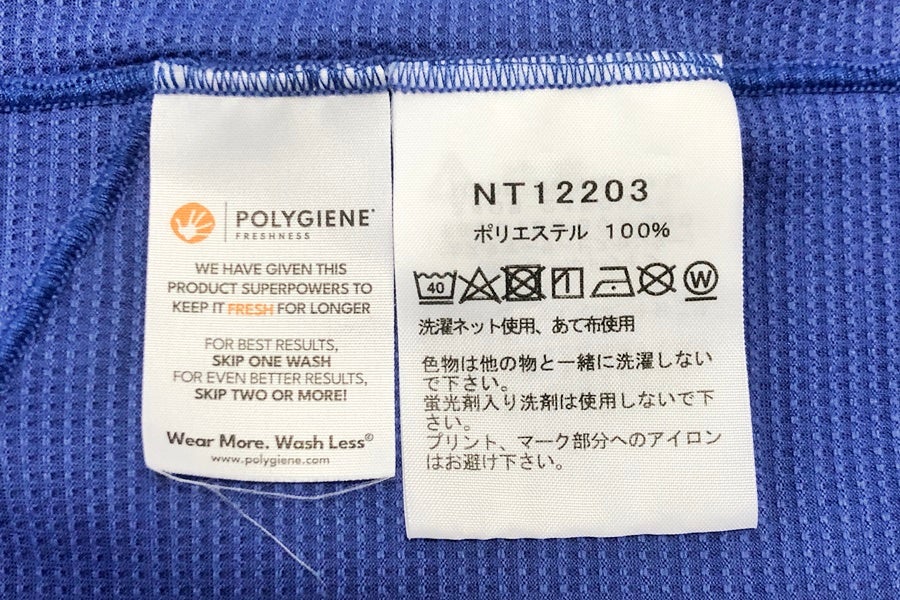 POLYGIENE®
FRESHNESS
WE HAVE GIVEN THIS
PRODUCT SUPERPOWERS TO
KEEP IT FRESH FOR LONGER
FOR BEST RESULTS,
SKIP ONE WASH
FOR EVEN BETTER RESULTS,
SKIP TWO OR MORE!
Wear More. Wash Less®
www.polygiene.com
NT12203
ポリエステル 100%
40 W
洗濯ネット使用、あて布使用
色物は他の物と一緒に洗濯しない
で下さい。
蛍光剤入り洗剤は使用しないで下
さい。
プリント、マーク部分へのアイロン
はお避け下さい。